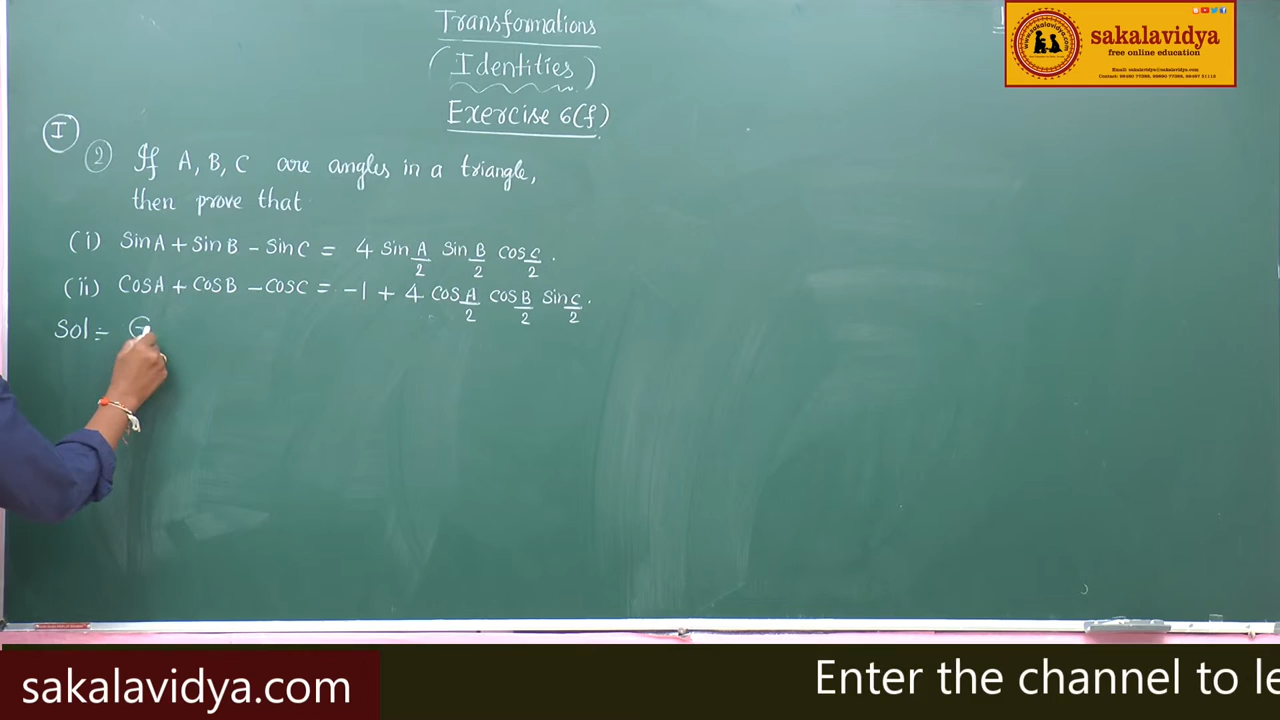 Transformations
(Identities)
Exercise 6(f)
I
2 If A, B, C are angles in a triangle,
then prove that
(i) SinA + SinB - SinC = 4 Sin A/2 Sin B/2 cos C/2.
(ii) COSA + COSB - COSC = -1 + 4 COS A/2 COS B/2 Sin C/2.
Sol:-
sakalavidya
free online education
sakalavidya.com
Enter the channel to le